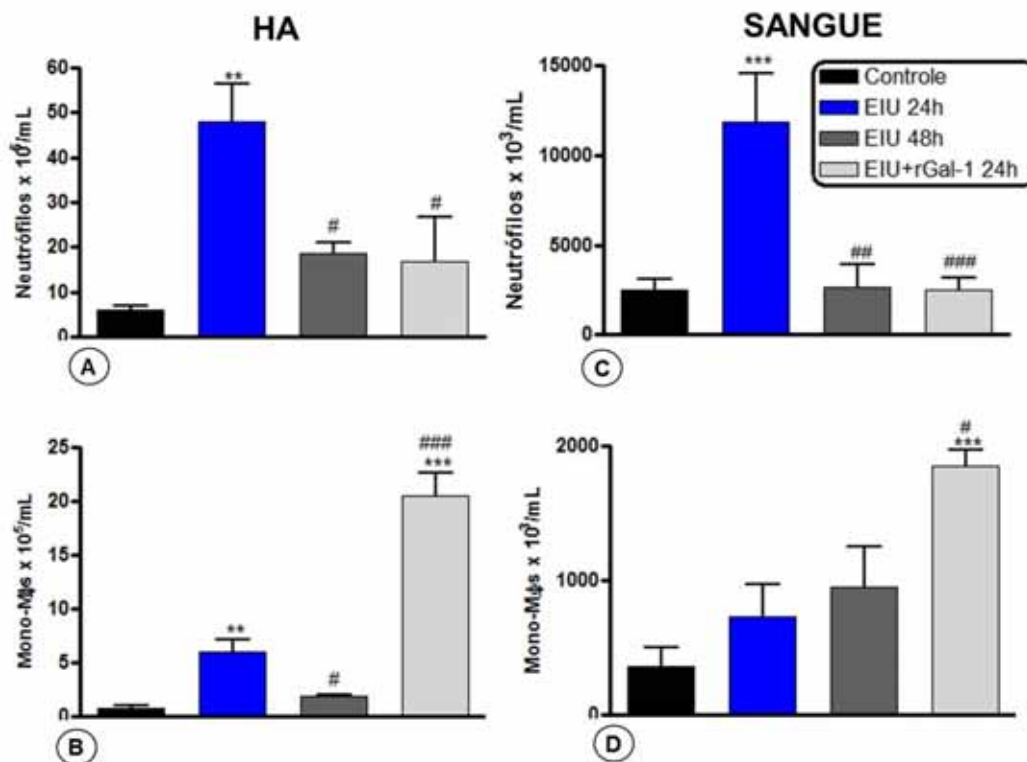 HA
SANGUE
60
50
40
30
20
10
0
Neutrófilos x 10⁶/mL
**
#
#
A
15000
10000
5000
0
Neutrófilos x 10³/mL
***
##
###
C
Controle
EIU 24h
EIU 48h
EIU+rGal-1 24h
25
20
15
10
5
0
Mono-Mϕs x 10⁵/mL
**
#
###
***
B
2000
1000
0
Mono-Mϕs x 10³/mL
#
***
D